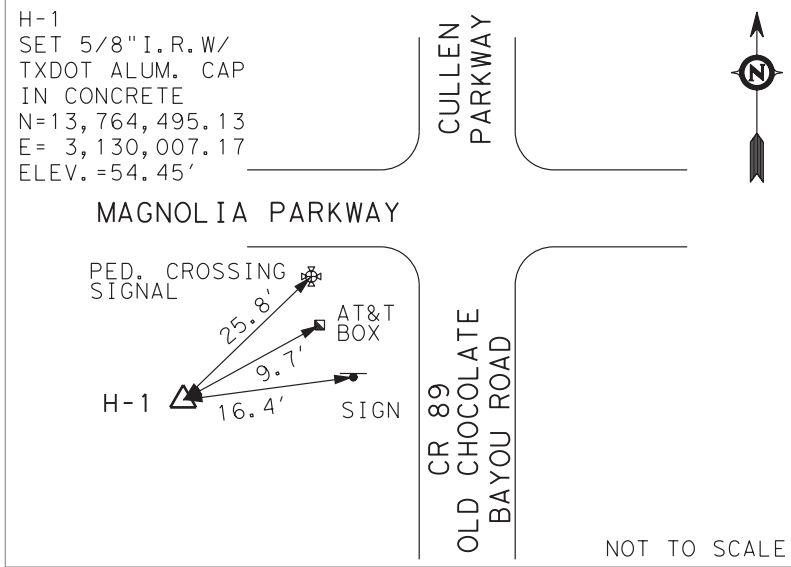 H-1
SET 5/8"I.R.W/
TXDOT ALUM. CAP
IN CONCRETE
N=13,764,495.13
E= 3,130,007.17
ELEV.=54.45'
CULLEN
PARKWAY
N
MAGNOLIA PARKWAY
PED. CROSSING
SIGNAL
25.8'
AT&T
BOX
9.7'
H-1
16.4'
SIGN
CR 89
OLD CHOCOLATE
BAYOU ROAD
NOT TO SCALE